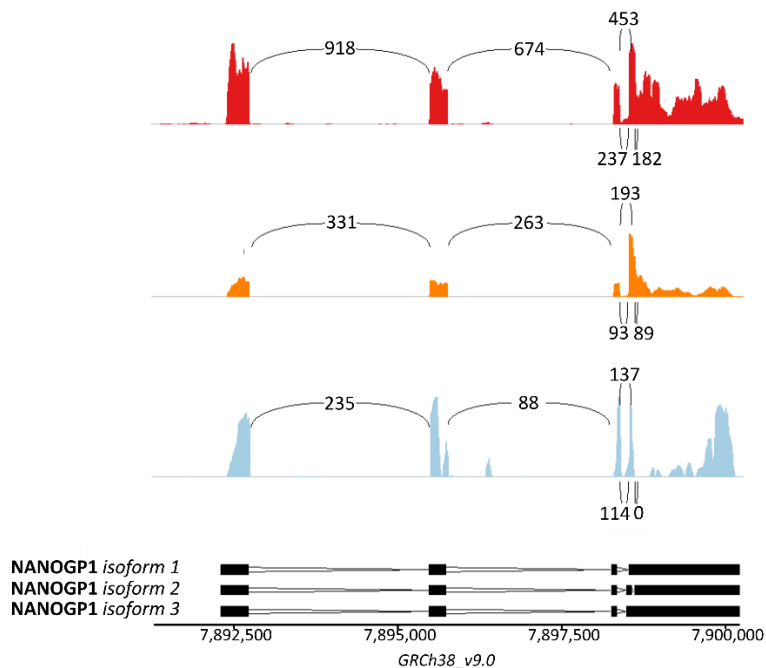 453
918 674
237 182
193
331 263
93 89
137
235 88
114 0
NANOGP1 isoform 1
NANOGP1 isoform 2
NANOGP1 isoform 3
7,892,500 7,895,000 7,897,500 7,900,000
GRCh38_v9.0